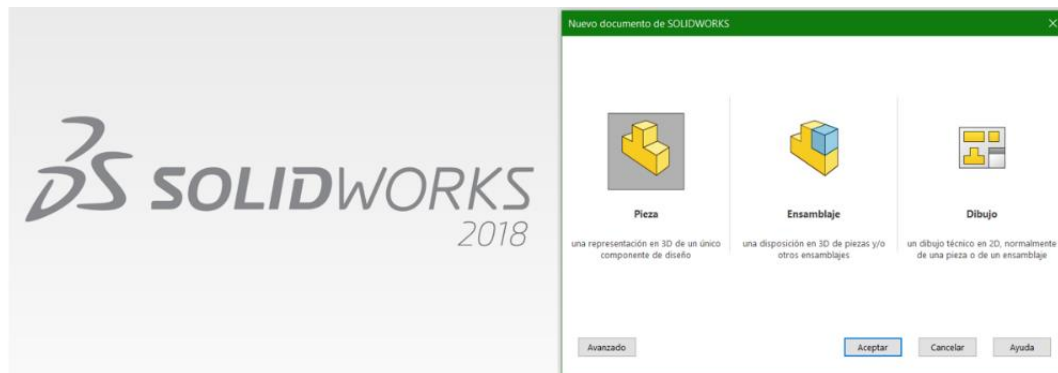 SOLIDWORKS
2018
Nuevo documento de SOLIDWORKS
Pieza
una representación en 3D de un único
componente de diseño
Ensamblaje
una disposición en 3D de piezas y/o
otros ensamblajes
Dibujo
un dibujo técnico en 2D, normalmente
de una pieza o de un ensamblaje
Avanzado
Aceptar
Cancelar
Ayuda